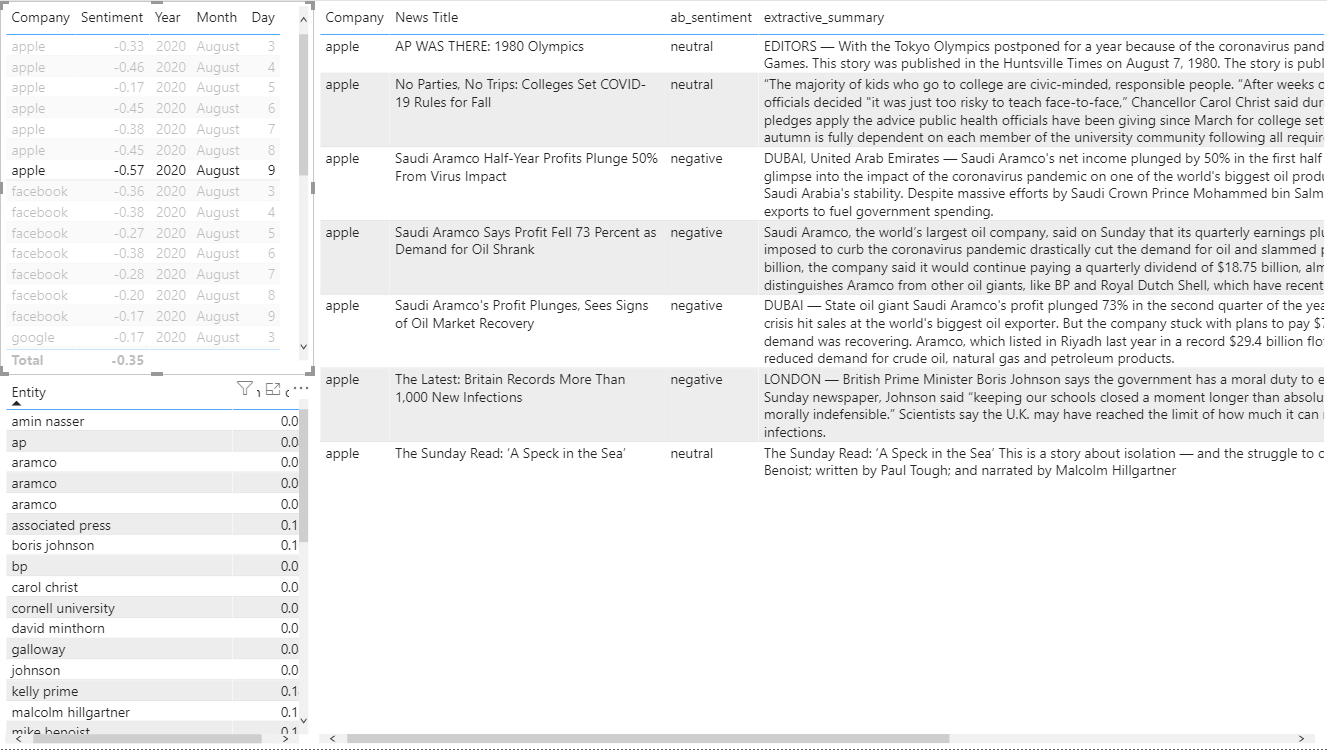 Company Sentiment Year Month Day
apple -0.33 2020 August 3
apple -0.46 2020 August 4
apple -0.17 2020 August 5
apple -0.45 2020 August 6
apple -0.38 2020 August 7
apple -0.45 2020 August 8
apple -0.57 2020 August 9
facebook -0.36 2020 August 3
facebook -0.38 2020 August 4
facebook -0.27 2020 August 5
facebook -0.38 2020 August 6
facebook -0.28 2020 August 7
facebook -0.20 2020 August 8
facebook -0.17 2020 August 9
google -0.40 2020 August 3
Total -0.35
Entity
amin nasser 0.0
ap 0.0
aramco 0.0
aramco 0.0
aramco 0.0
associated press 0.1
boris johnson 0.1
bp 0.0
carol christ 0.0
cornell university 0.0
david minthorn 0.0
galloway 0.0
johnson 0.0
kelly prime 0.1
malcolm hillgartner 0.1
mike benoist 0.1
Company News Title ab_sentiment extractive_summary
apple AP WAS THERE: 1980 Olympics neutral EDITORS — With the Tokyo Olympics postponed for a year because of the coronavirus pand
Games. This story was published in the Huntsville Times on August 7, 1980. The story is publ
apple No Parties, No Trips: Colleges Set COVID- neutral “The majority of kids who go to college are civic-minded, responsible people. “After weeks o
19 Rules for Fall officials decided "it was just too risky to teach face-to-face,” Chancellor Carol Christ said dur
pledges apply the advice public health officials have been giving since March for college set
autumn is fully dependent on each member of the university community following all requir
apple Saudi Aramco Half-Year Profits Plunge 50% negative DUBAI, United Arab Emirates — Saudi Aramco's net income plunged by 50% in the first half
From Virus Impact glimpse into the impact of the coronavirus pandemic on one of the world's biggest oil produ
Saudi Arabia's stability. Despite massive efforts by Saudi Crown Prince Mohammed bin Salm
exports to fuel government spending.
apple Saudi Aramco Says Profit Fell 73 Percent as negative Saudi Aramco, the world’s largest oil company, said on Sunday that its quarterly earnings plu
Demand for Oil Shrank imposed to curb the coronavirus pandemic drastically cut the demand for oil and slammed p
billion, the company said it would continue paying a quarterly dividend of $18.75 billion, alm
distinguishes Aramco from other oil giants, like BP and Royal Dutch Shell, which have recent
apple Saudi Aramco's Profit Plunges, Sees Signs negative DUBAI — State oil giant Saudi Aramco's profit plunged 73% in the second quarter of the yea
of Oil Market Recovery crisis hit sales at the world's biggest oil exporter. But the company stuck with plans to pay $7
demand was recovering. Aramco, which listed in Riyadh last year in a record $29.4 billion flo
reduced demand for crude oil, natural gas and petroleum products.
apple The Latest: Britain Records More Than negative LONDON — British Prime Minister Boris Johnson says the government has a moral duty to e
1,000 New Infections Sunday newspaper, Johnson said “keeping our schools closed a moment longer than absolu
morally indefensible.” Scientists say the U.K. may have reached the limit of how much it can
infections.
apple The Sunday Read: ‘A Speck in the Sea’ neutral The Sunday Read: ‘A Speck in the Sea’ This is a story about isolation — and the struggle to c
Benoist; written by Paul Tough; and narrated by Malcolm Hillgartner